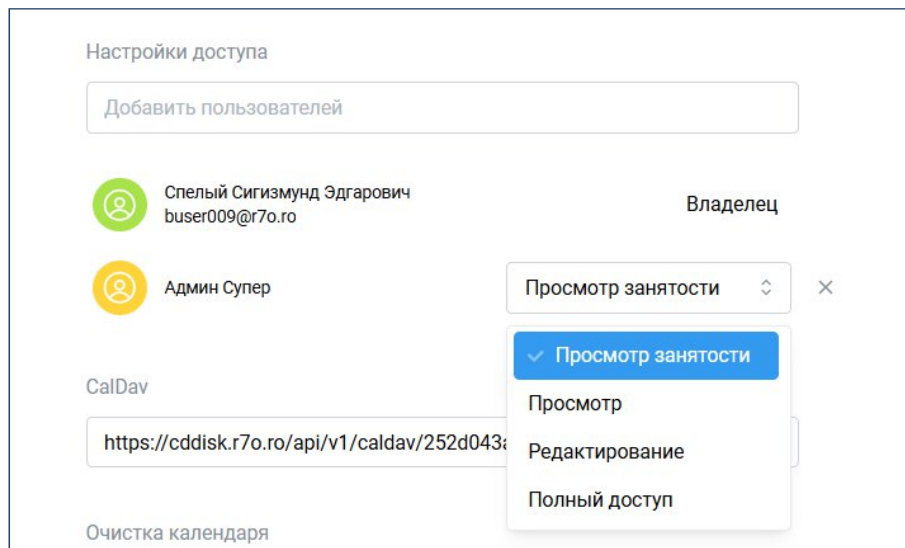 Настройки доступа
Добавить пользователей
Спелый Сигизмунд Эдгарович
buser009@r7o.ro
Владелец
Админ Супер
Просмотр занятости
Просмотр занятости
Просмотр
Редактирование
Полный доступ
CalDav
https://cddisk.r7o.ro/api/v1/caldav/252d043
Очистка календаря